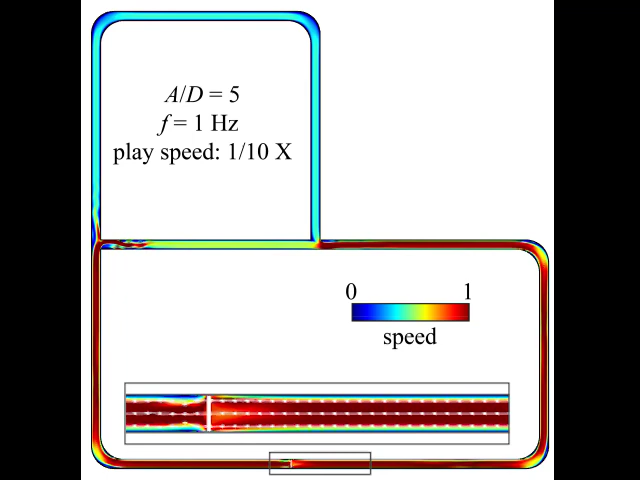 A/D = 5
f = 1 Hz
play speed: 1/10 X
0 1
speed